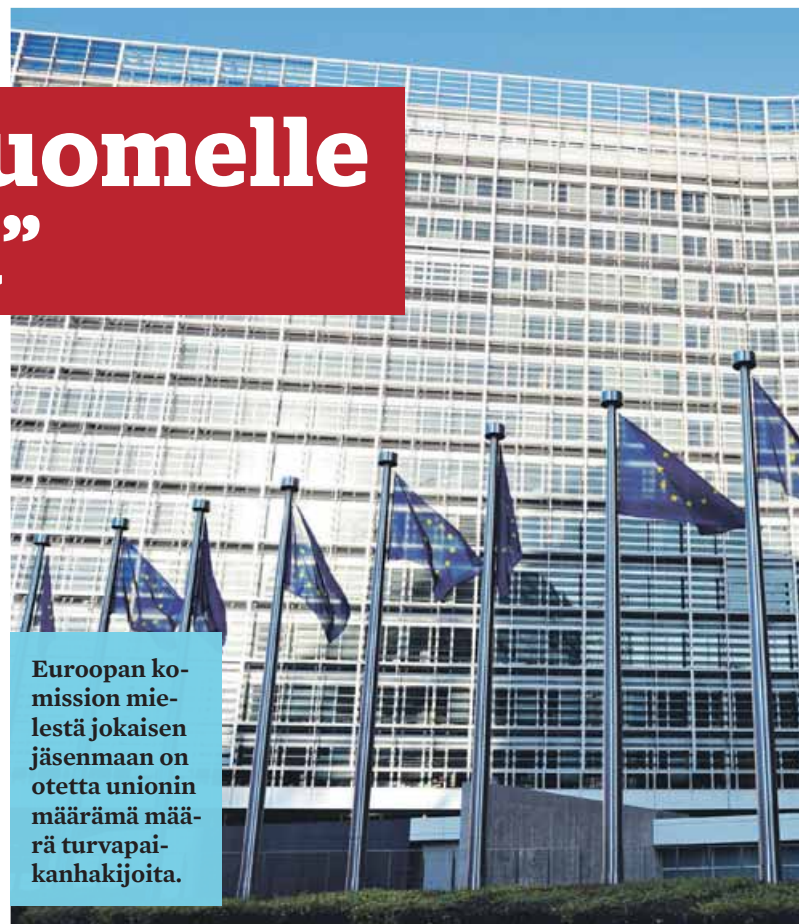 uomelle
”
Euroopan ko-
mission mie-
lestä jokaisen
jäsenmaan on
otetta unionin
määrämä mää-
rä turvapai-
kanhakijoita.